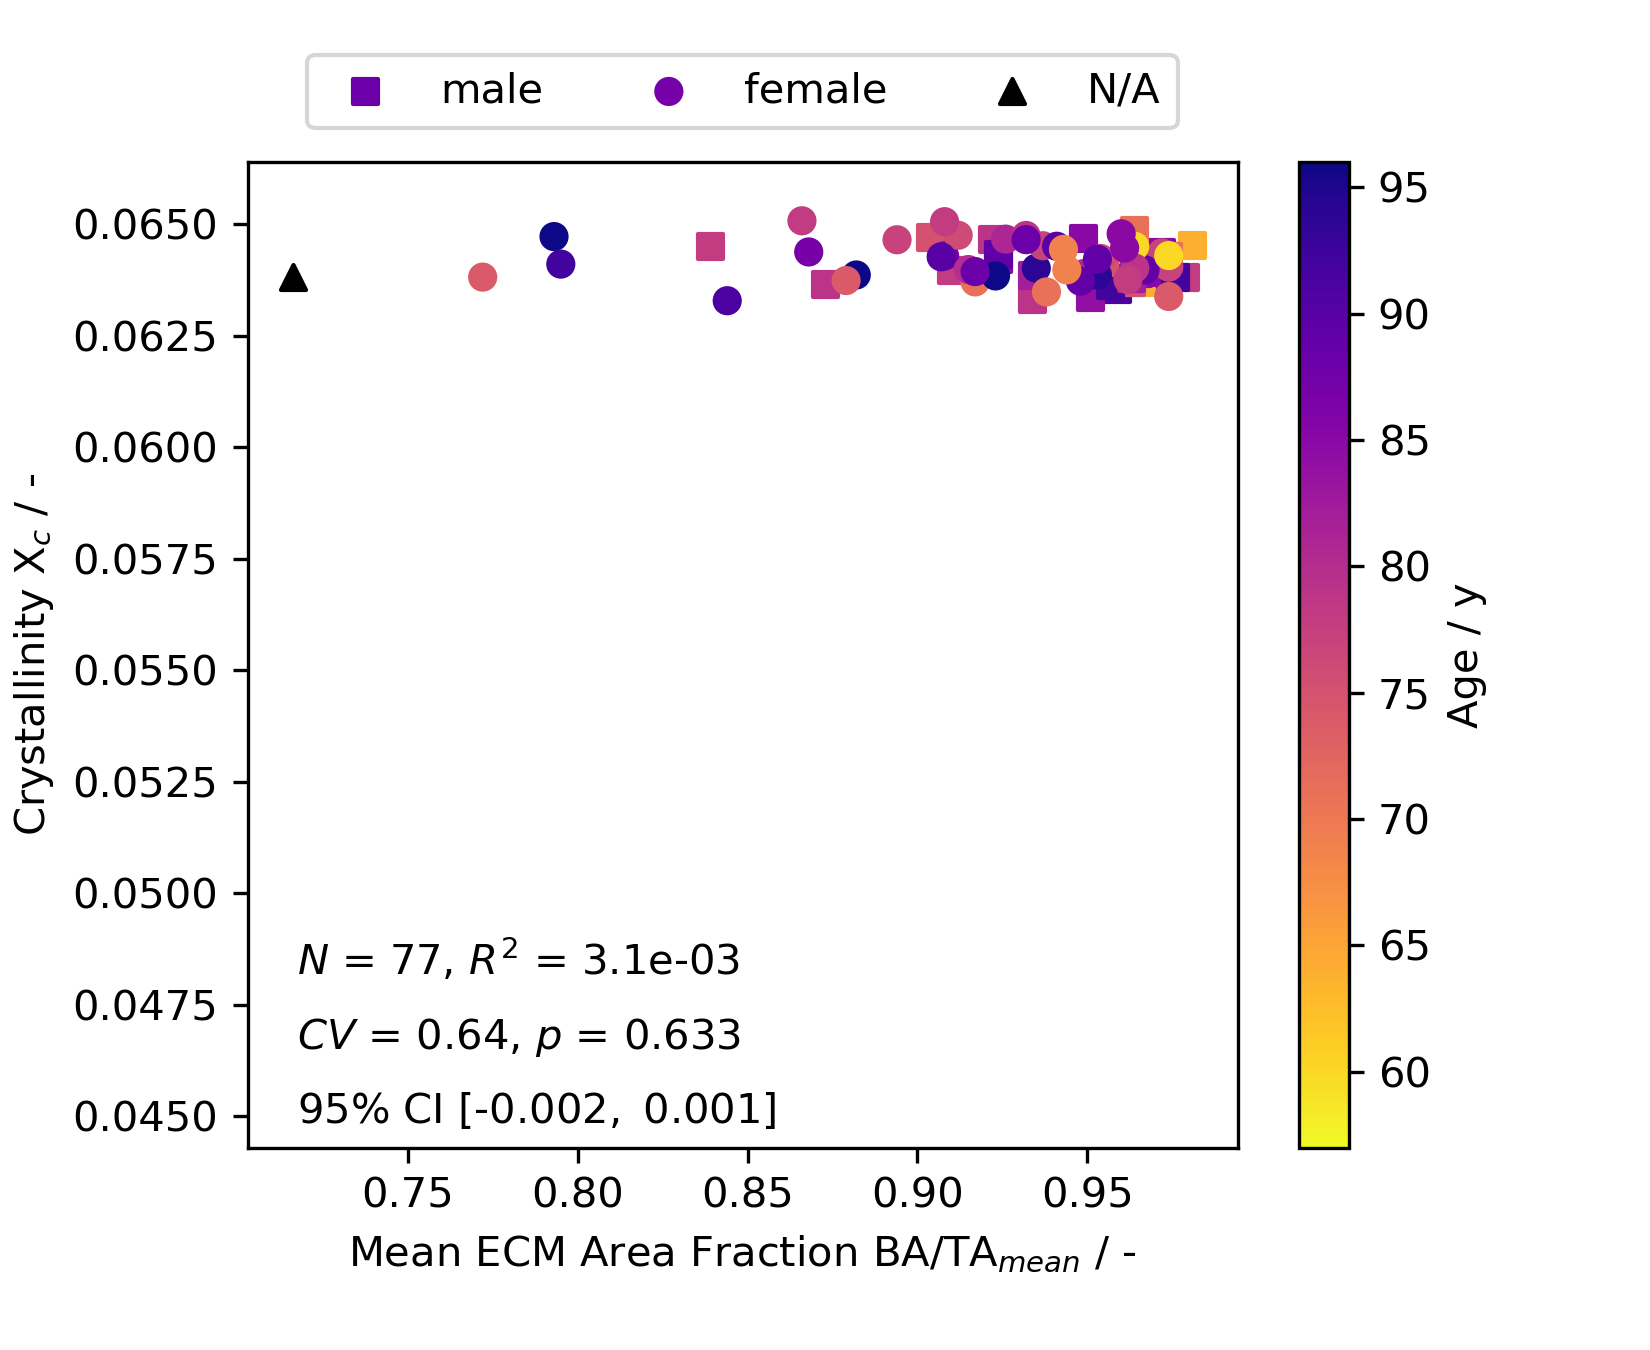 male female N/A
0.0650
0.0625
0.0600
0.0575
0.0550
0.0525
0.0500
0.0475
0.0450
Crystallinity X_c / -
N = 77, R² = 3.1e-03
CV = 0.64, p = 0.633
95% CI [-0.002, 0.001]
0.75 0.80 0.85 0.90 0.95
Mean ECM Area Fraction BA/TA_mean / -
95
90
85
80
75
70
65
60
Age / y